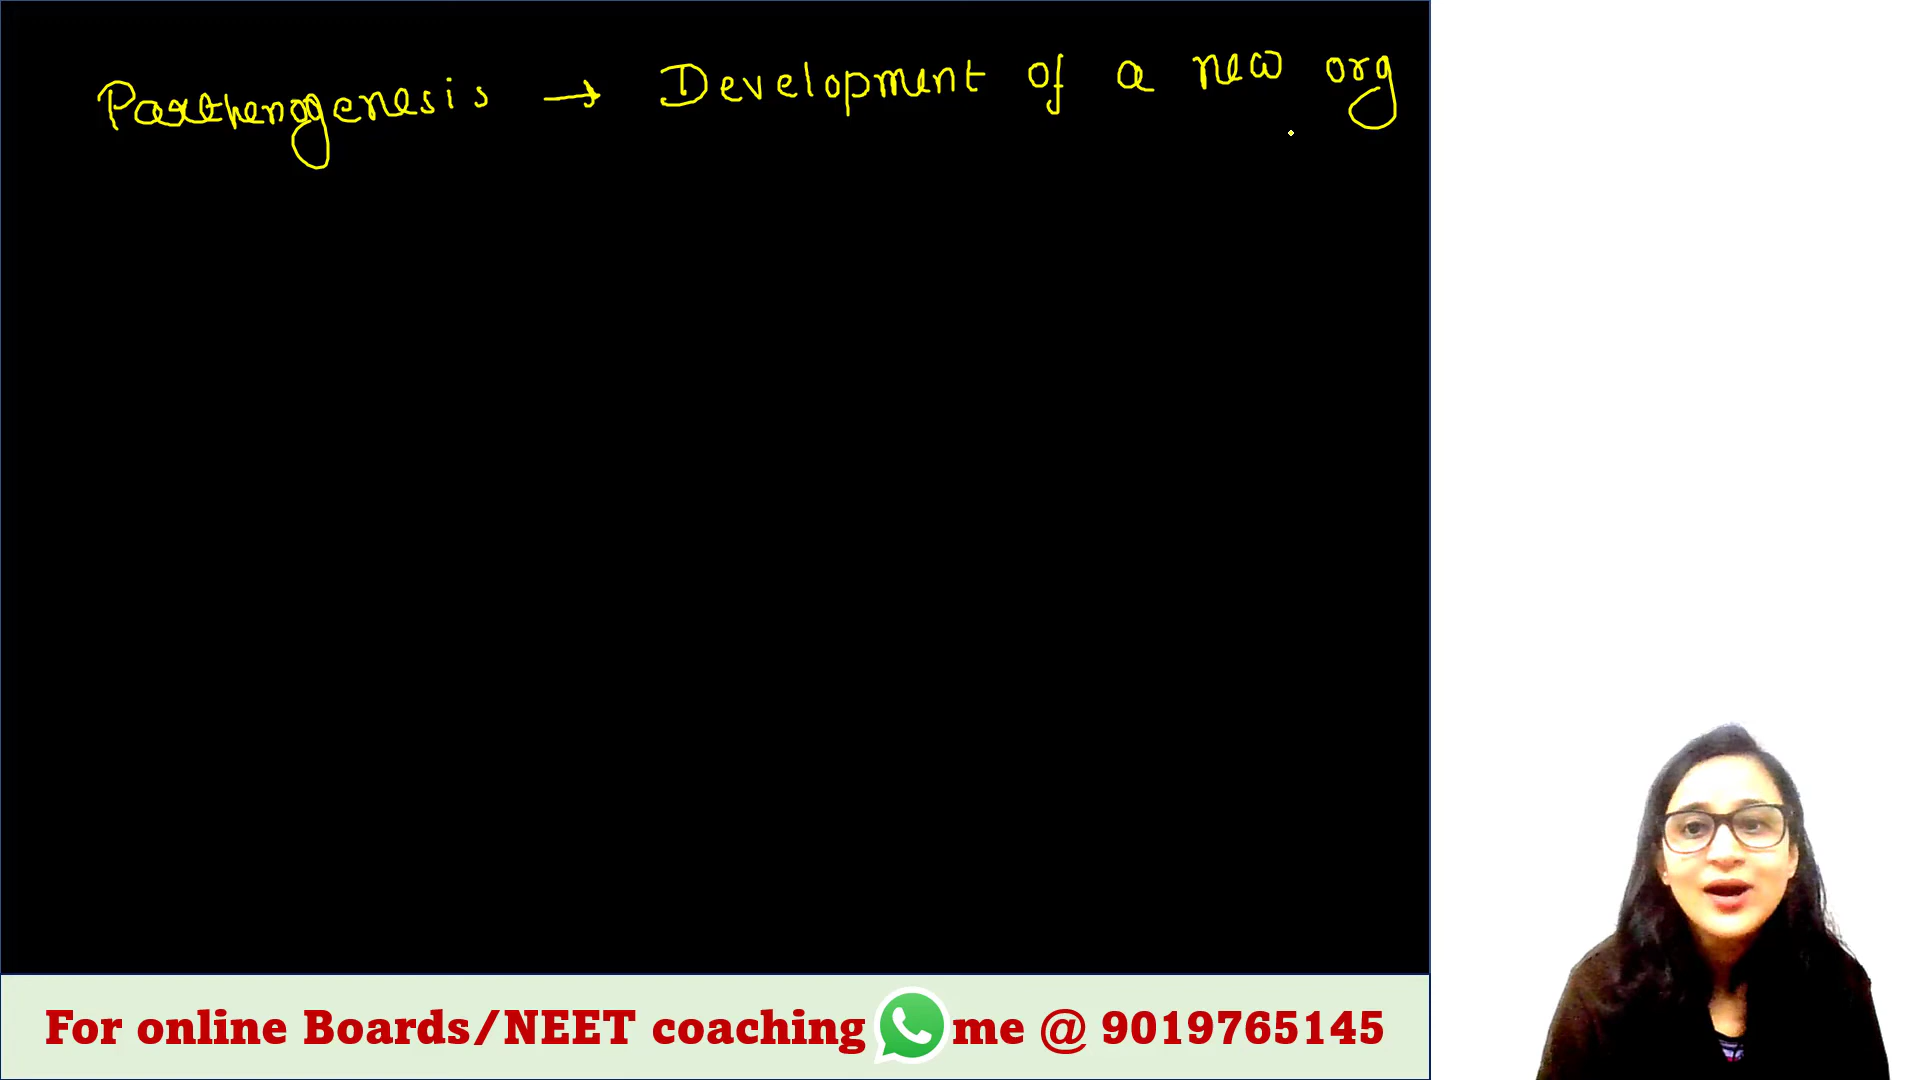 Parthenogenesis → Development of a new org
For online Boards/NEET coaching me @ 9019765145